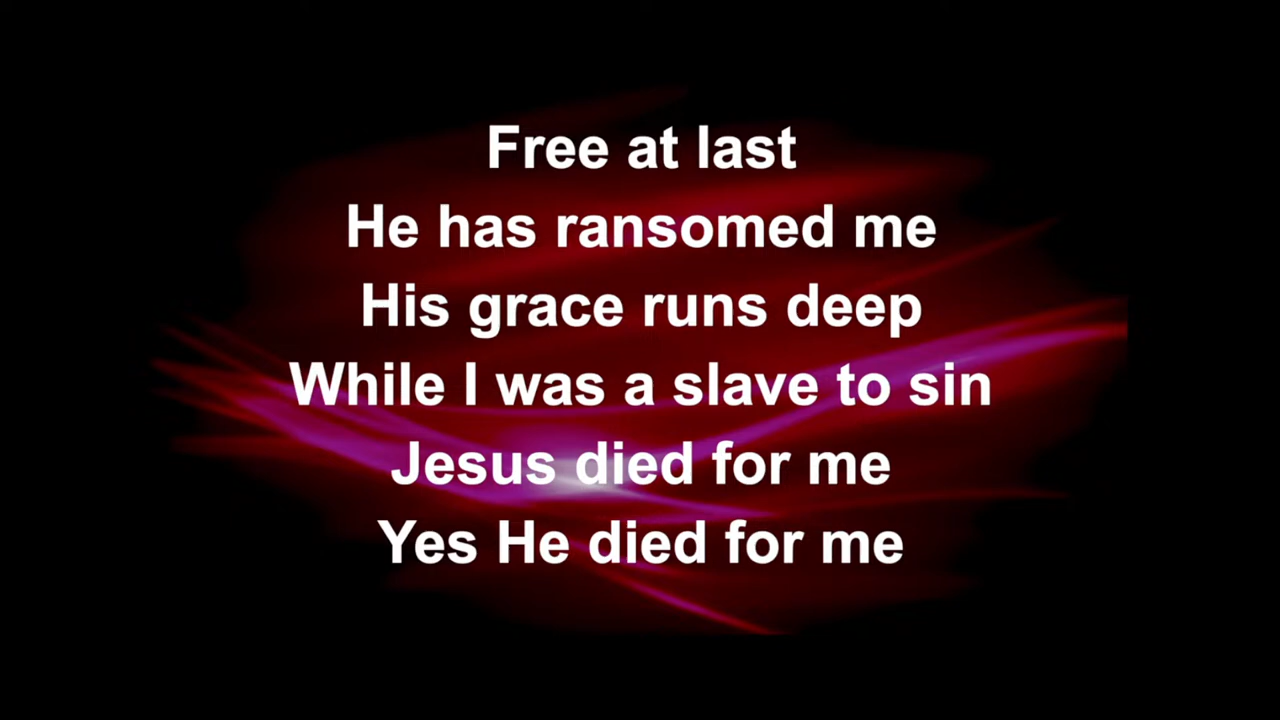 Free at last
He has ransomed me
His grace runs deep
While I was a slave to sin
Jesus died for me
Yes He died for me